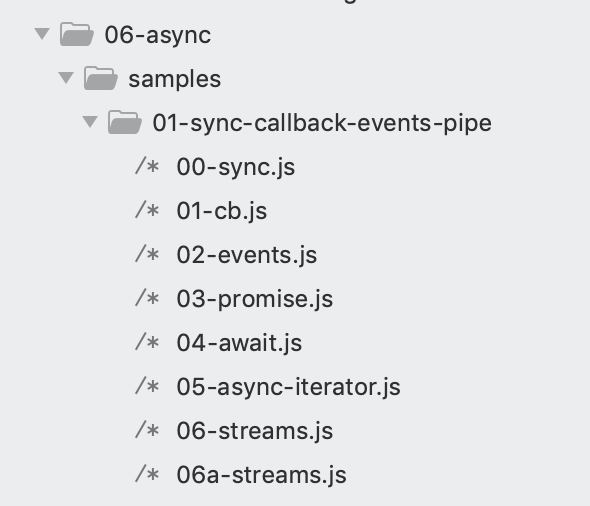 06-async
samples
01-sync-callback-events-pipe
/* 00-sync.js
/* 01-cb.js
/* 02-events.js
/* 03-promise.js
/* 04-await.js
/* 05-async-iterator.js
/* 06-streams.js
/* 06a-streams.js